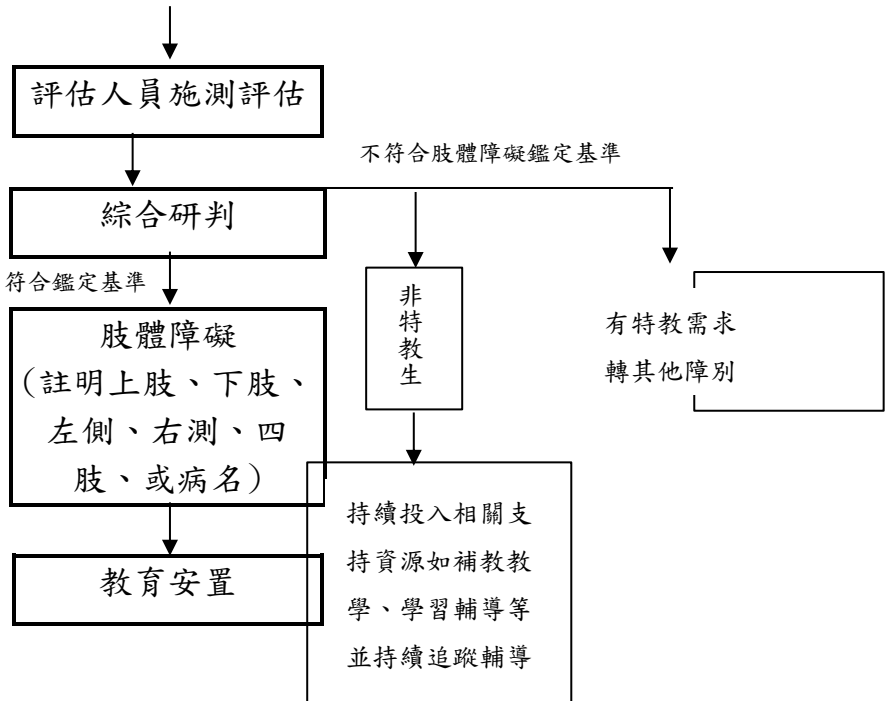 評估人員施測評估
不符合肢體障礙鑑定基準
綜合研判
符合鑑定基準
肢體障礙
（註明上肢、下肢、
左側、右測、四
肢、或病名）
非
特
教
生
有特教需求
轉其他障別
持續投入相關支
持資源如補教教
學、學習輔導等
並持續追蹤輔導
教育安置